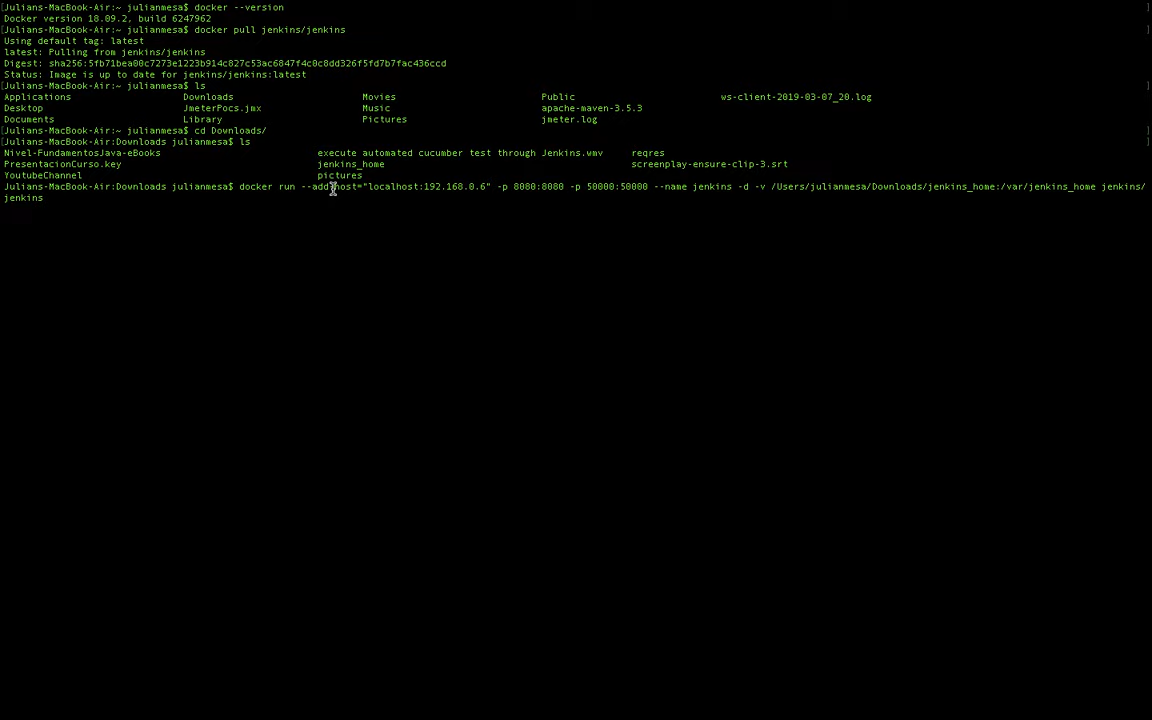 [Julians-MacBook-Air:~ julianmesa$ docker --version ]
Docker version 18.09.2, build 6247962
[Julians-MacBook-Air:~ julianmesa$ docker pull jenkins/jenkins ]
Using default tag: latest
latest: Pulling from jenkins/jenkins
Digest: sha256:5fb71bea00c7273e1223b914c827c53ac6847f4c0c8dd326f5fd7b7fac436ccd
Status: Image is up to date for jenkins/jenkins:latest
[Julians-MacBook-Air:~ julianmesa$ ls ]
Applications Downloads Movies Public ws-client-2019-03-07_20.log
Desktop JmeterPocs.jmx Music apache-maven-3.5.3
Documents Library Pictures jmeter.log
[Julians-MacBook-Air:~ julianmesa$ cd Downloads/ ]
[Julians-MacBook-Air:Downloads julianmesa$ ls ]
Nivel-FundamentosJava-eBooks execute automated cucumber test through Jenkins.wmv reqres
PresentacionCurso.key jenkins_home screenplay-ensure-clip-3.srt
YoutubeChannel pictures
Julians-MacBook-Air:Downloads julianmesa$ docker run --add-host="localhost:192.168.0.6" -p 8080:8080 -p 50000:50000 --name jenkins -d -v /Users/julianmesa/Downloads/jenkins_home:/var/jenkins_home jenkins/
jenkins